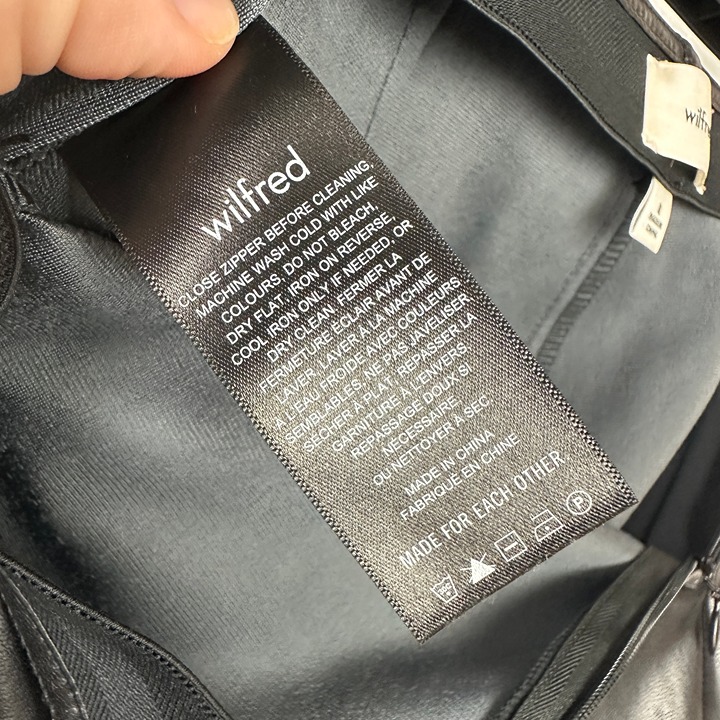 wilfred
CLOSE ZIPPER BEFORE CLEANING,
MACHINE WASH COLD WITH LIKE
COLOURS, DO NOT BLEACH,
DRY FLAT, IRON ON REVERSE,
COOL IRON ONLY IF NEEDED, OR
DRY CLEAN. FERMER LA
FERMETURE ÉCLAIR AVANT DE
LAVER, LAVER À LA MACHINE
À L'EAU FROIDE AVEC COULEURS
SEMBLABLES, NE PAS JAVELISER
SÉCHER À PLAT, REPASSER LA
GARNITURE À L'ENVERS
REPASSAGE DOUX SI
NÉCESSAIRE
OU NETTOYER À SEC.
MADE IN CHINA
FABRIQUÉ EN CHINE
MADE FOR EACH OTHER
P